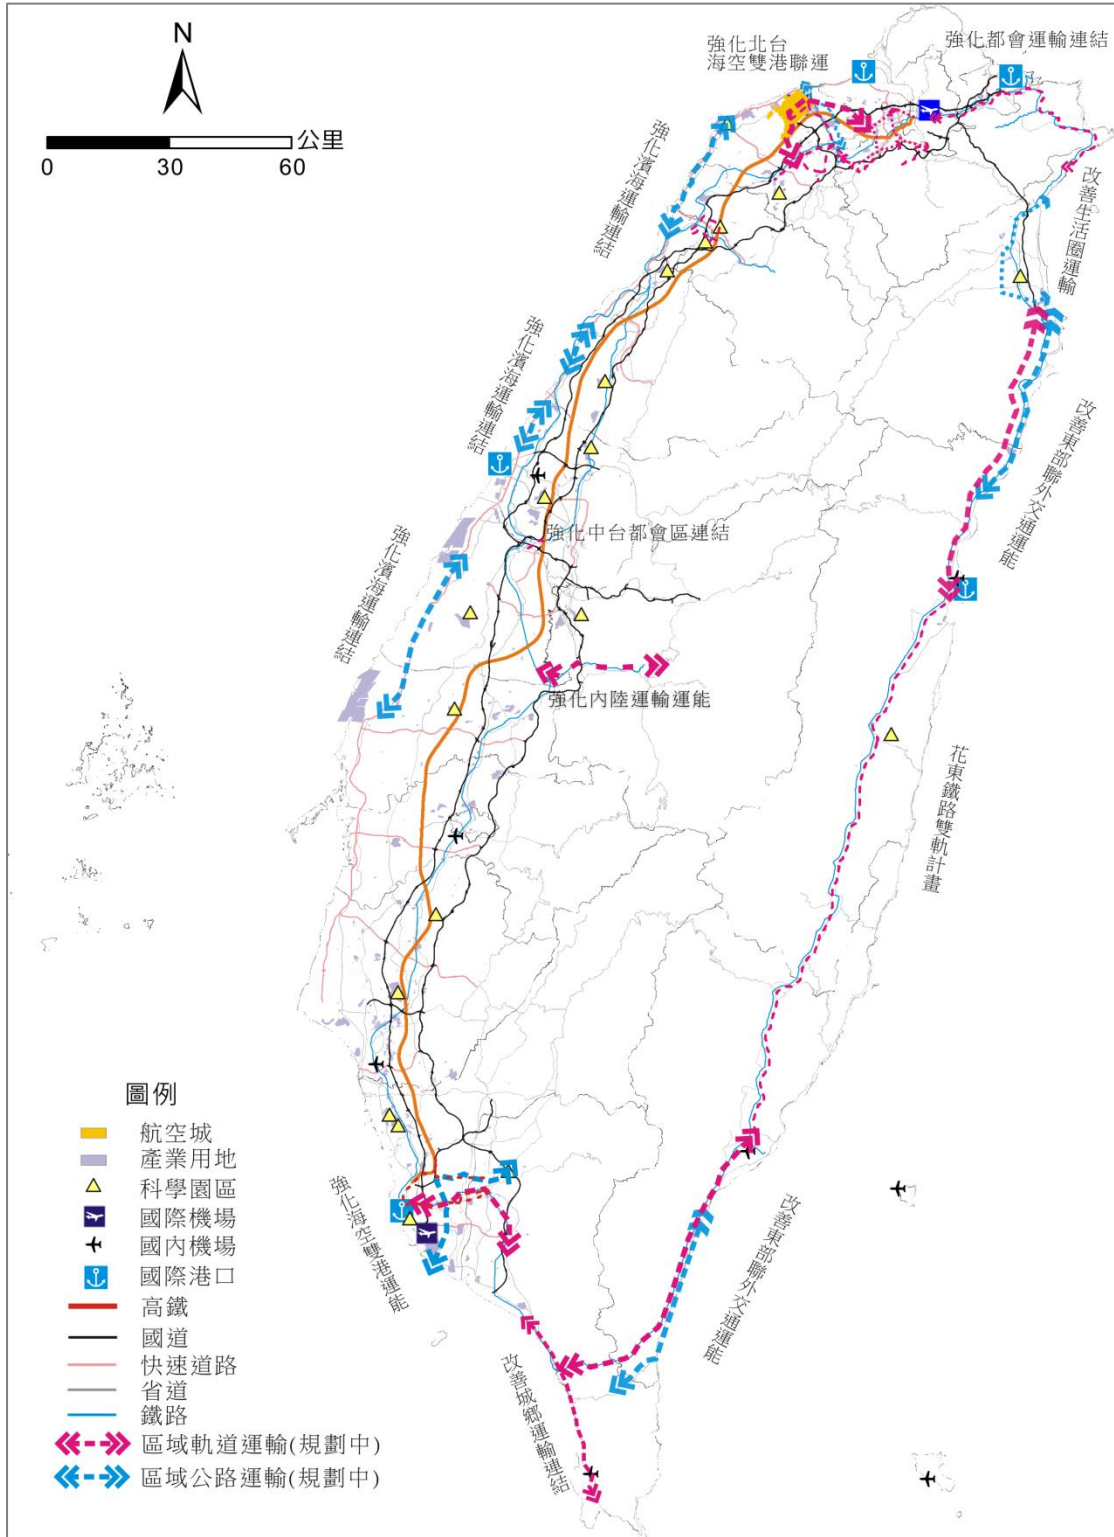 N
公里
0 30 60
強化北台
海空雙港聯運
強化都會運輸連結
強化濱海運輸連結
改善生活圈運輸
強化濱海運輸連結
改善東部聯外交通運能
強化濱海運輸連結
強化中台都會區連結
強化內陸運輸運能
花東鐵路雙軌計畫
強化海空雙港運能
改善東部聯外交通運能
改善城鄉運輸連結
圖例
航空城
產業用地
科學園區
國際機場
國內機場
國際港口
高鐵
國道
快速道路
省道
鐵路
區域軌道運輸(規劃中)
區域公路運輸(規劃中)